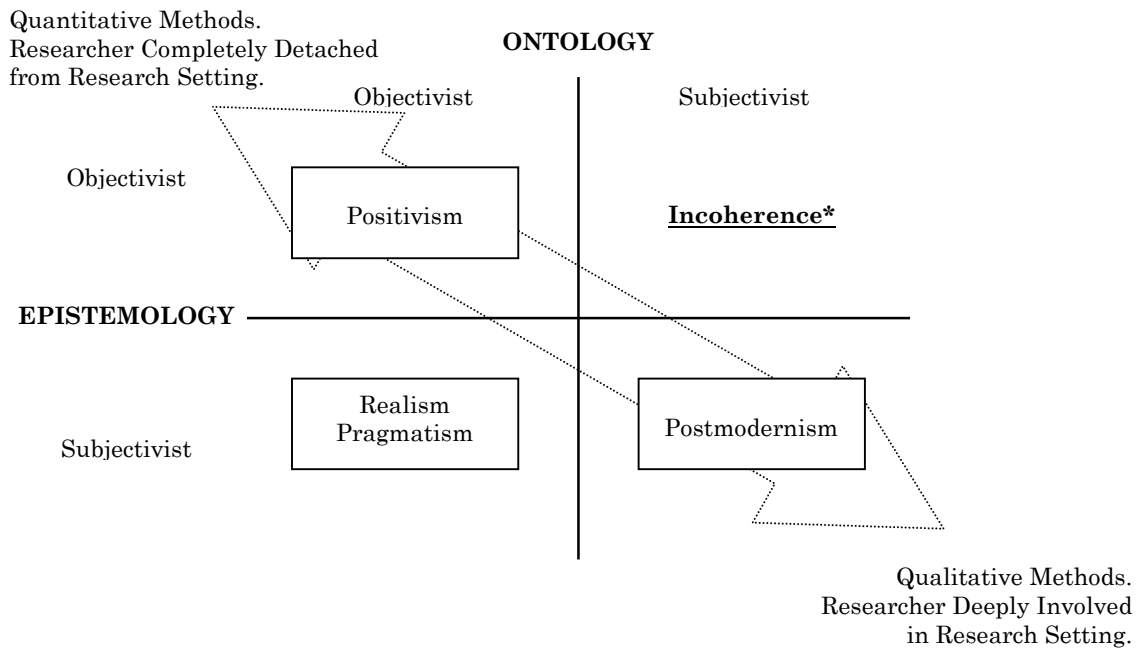 Quantitative Methods.
Researcher Completely Detached
from Research Setting.
ONTOLOGY
Objectivist
Subjectivist
Objectivist
Positivism
Incoherence*
EPISTEMOLOGY
Realism
Pragmatism
Postmodernism
Subjectivist
Qualitative Methods.
Researcher Deeply Involved
in Research Setting.